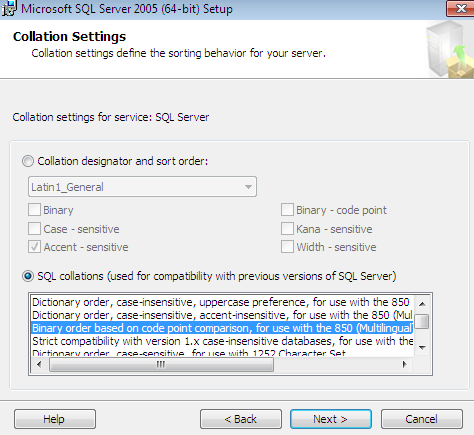 Microsoft SQL Server 2005 (64-bit) Setup
Collation Settings
Collation settings define the sorting behavior for your server.
Collation settings for service: SQL Server
Collation designator and sort order:
Latin1_General
Binary
Binary - code point
Case - sensitive
Kana - sensitive
Accent - sensitive
Width - sensitive
SQL collations (used for compatibility with previous versions of SQL Server)
Dictionary order, case-insensitive, uppercase preference, for use with the 850
Dictionary order, case-insensitive, accent-insensitive, for use with the 850 (Mul
Binary order based on code point comparison, for use with the 850 (Multilingual
Strict compatibility with version 1.x case-insensitive databases, for use with the
Dictionary order, case-sensitive, for use with 1252 Character Set
Help
< Back
Next >
Cancel